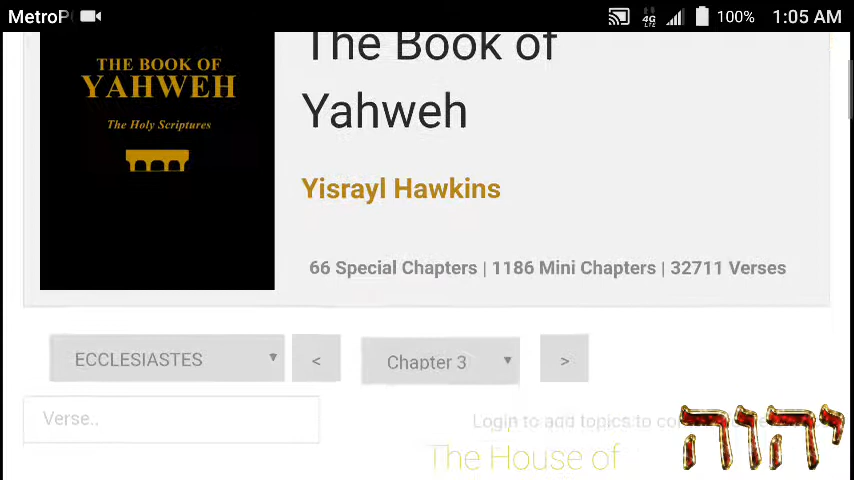 MetroP
4G
LTE
100%
1:05 AM
THE BOOK OF
YAHWEH
The Holy Scriptures
The Book of
Yahweh
Yisrayl Hawkins
66 Special Chapters | 1186 Mini Chapters | 32711 Verses
ECCLESIASTES
<
Chapter 3
>
Verse..
Login to add topics to
יהוה
The House of